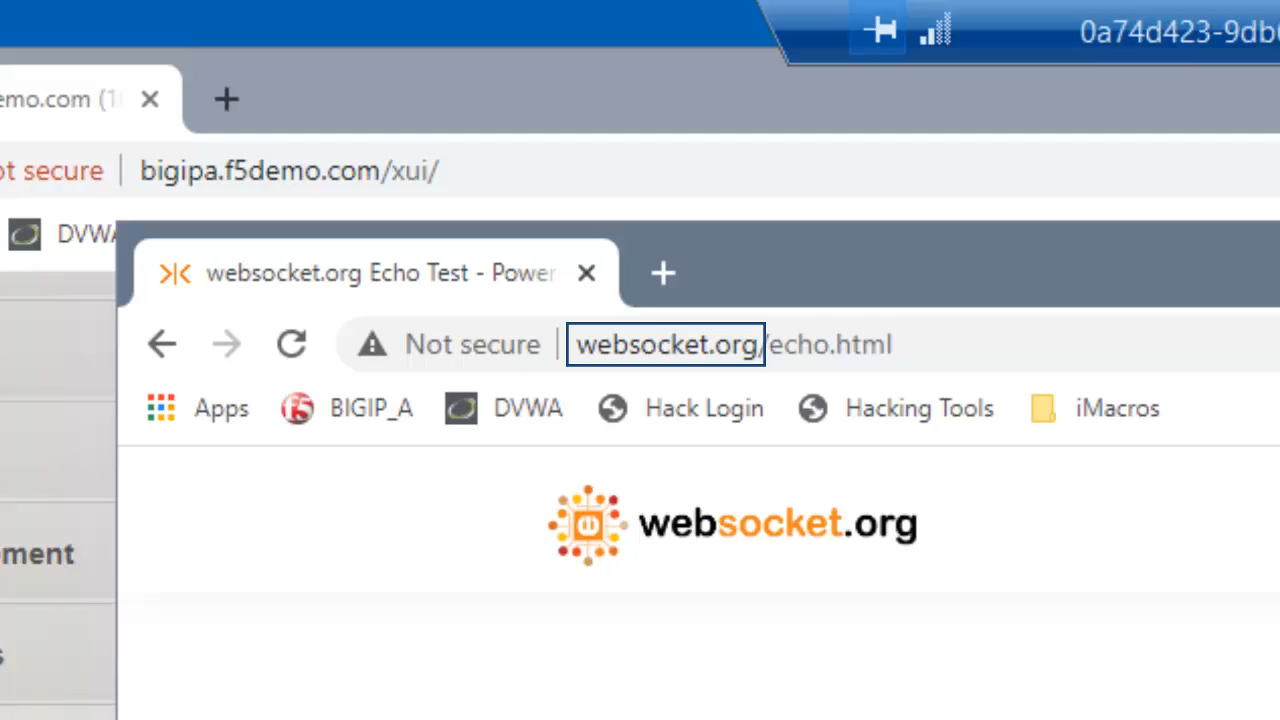 0a74d423-9db
emo.com (1
not secure
bigipa.f5demo.com/xui/
DVWA
websocket.org Echo Test - Power
Not secure
websocket.org/echo.html
Apps
BIGIP_A
DVWA
Hack Login
Hacking Tools
iMacros
websocket.org
ement
s